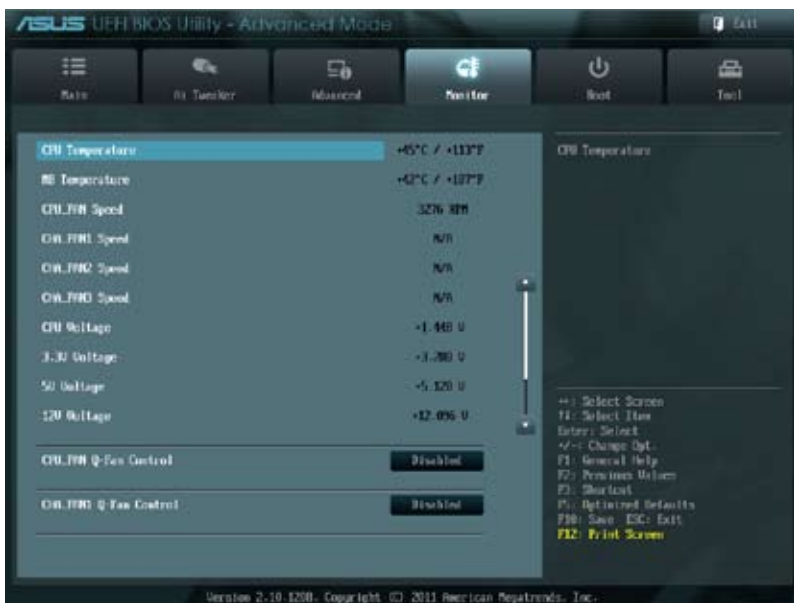 ASUS UEFI BIOS Utility - Advanced Mode
Exit
Main
Ai Tweaker
Advanced
Monitor
Boot
Tool
CPU Temperature +45°C / +113°F
MB Temperature +42°C / +107°F
CPU_FAN Speed 3276 RPM
CHA_FAN1 Speed N/A
CHA_FAN2 Speed N/A
CHA_FAN3 Speed N/A
CPU Voltage +1.448 V
3.3V Voltage V
5V Voltage +5.120 V
12V Voltage +12.096 V
CPU_FAN Q-Fan Control Disabled
CHA_FAN1 Q-Fan Control Disabled
CPU Temperature
→←: Select Screen
↑↓: Select Item
Enter: Select
+/-: Change Opt.
F1: General Help
F2: Previous Values
F3: Shortcut
Optimized Defaults
F10: Save ESC: Exit
F12: Print Screen
Version 2.10.1208. Copyright (C) 2011 American Megatrends, Inc.